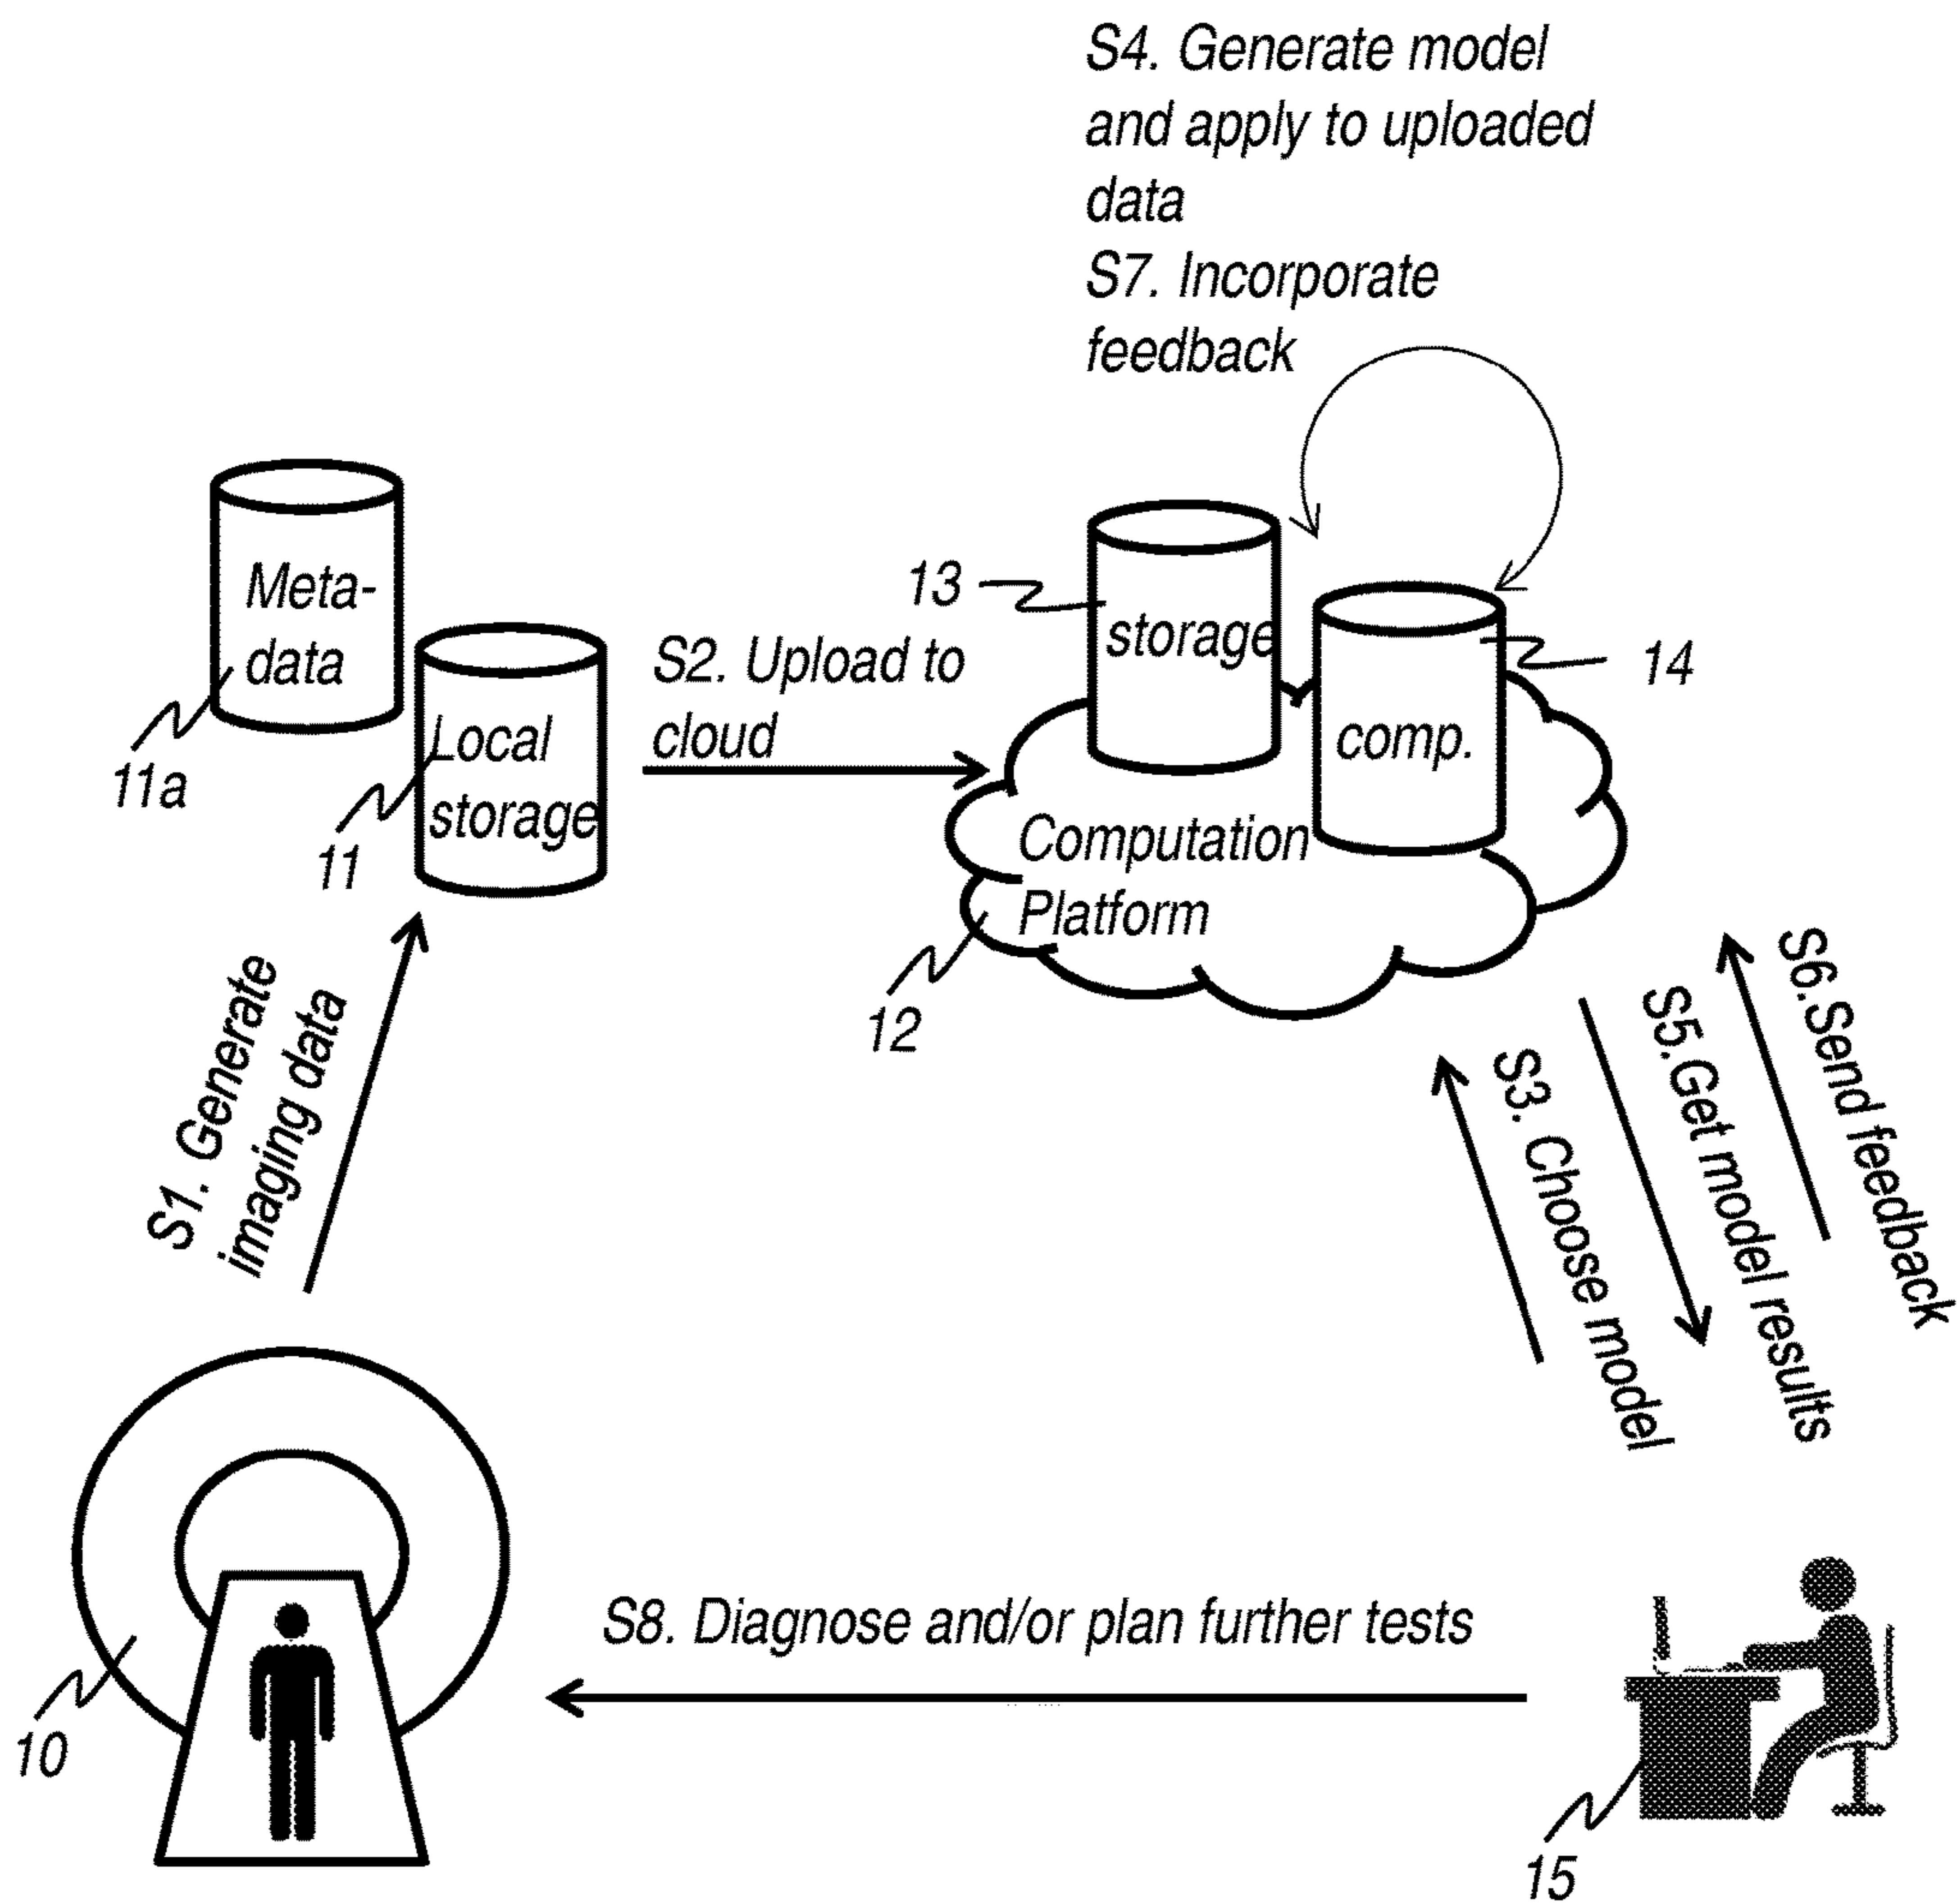 S4. Generate model
and apply to uploaded
data
S7. Incorporate
feedback
Meta-
data
11a
Local
storage
11
S2. Upload to
cloud
13
storage
14
comp.
Computation
Platform
12
S1. Generate
imaging data
S3. Choose model
S5.Get model results
S6.Send feedback
10
S8. Diagnose and/or plan further tests
15